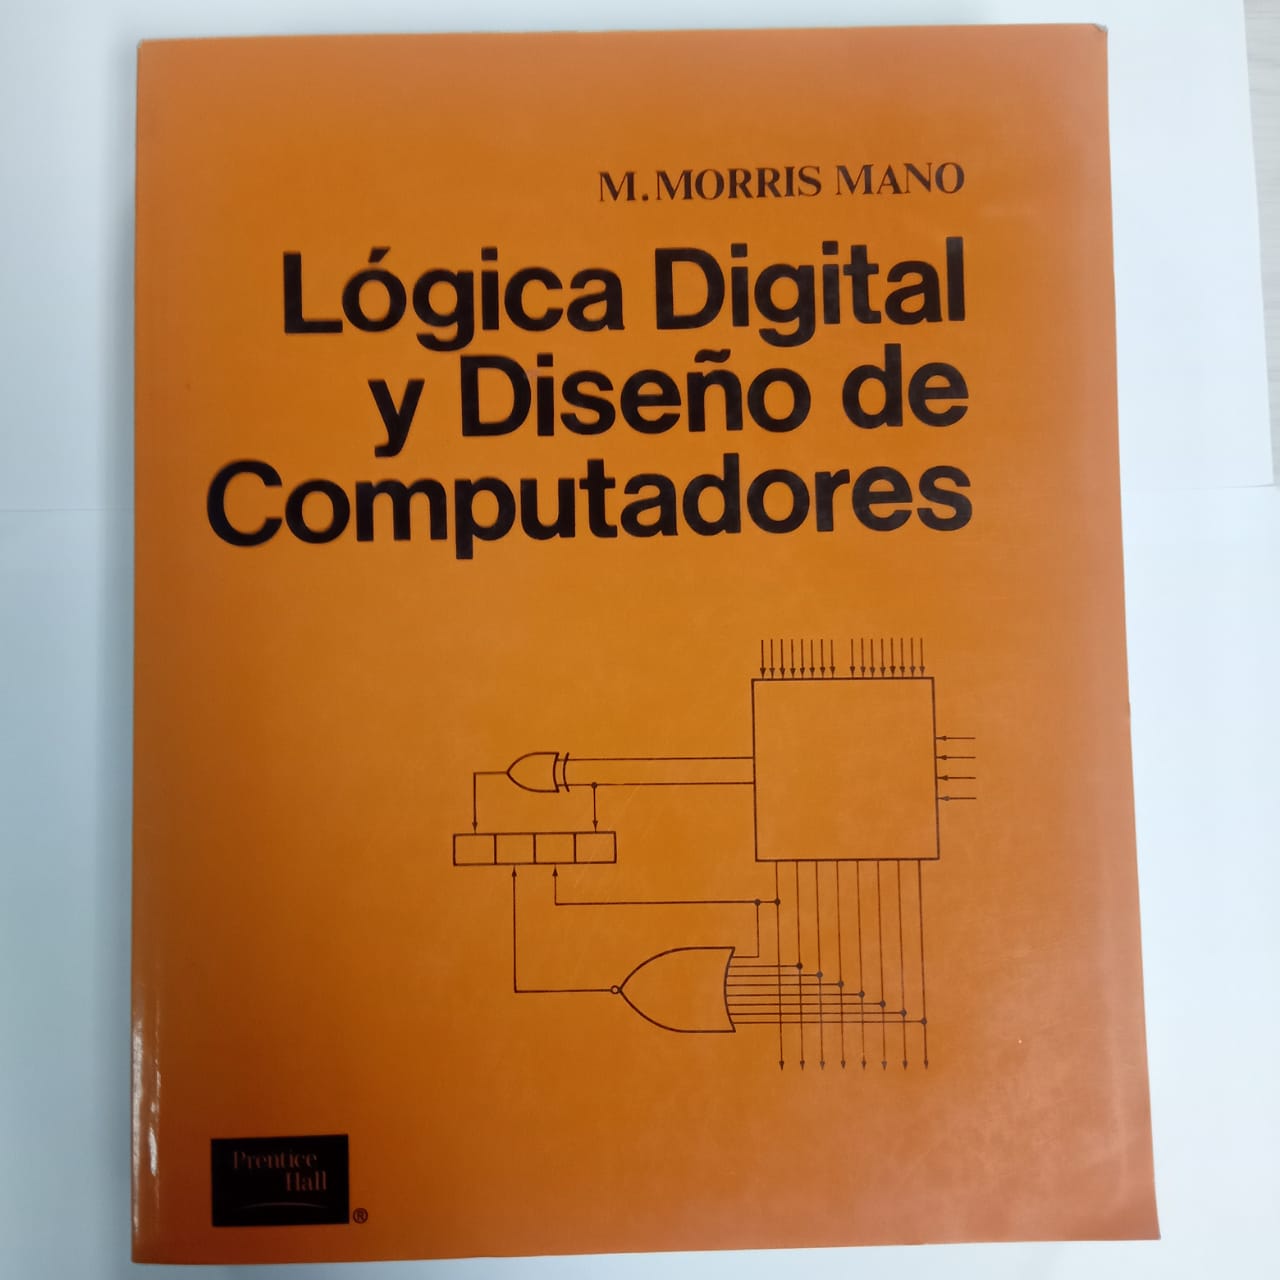 M. MORRIS MANO
Lógica Digital
y Diseño de
Computadores
Prentice
Hall
®